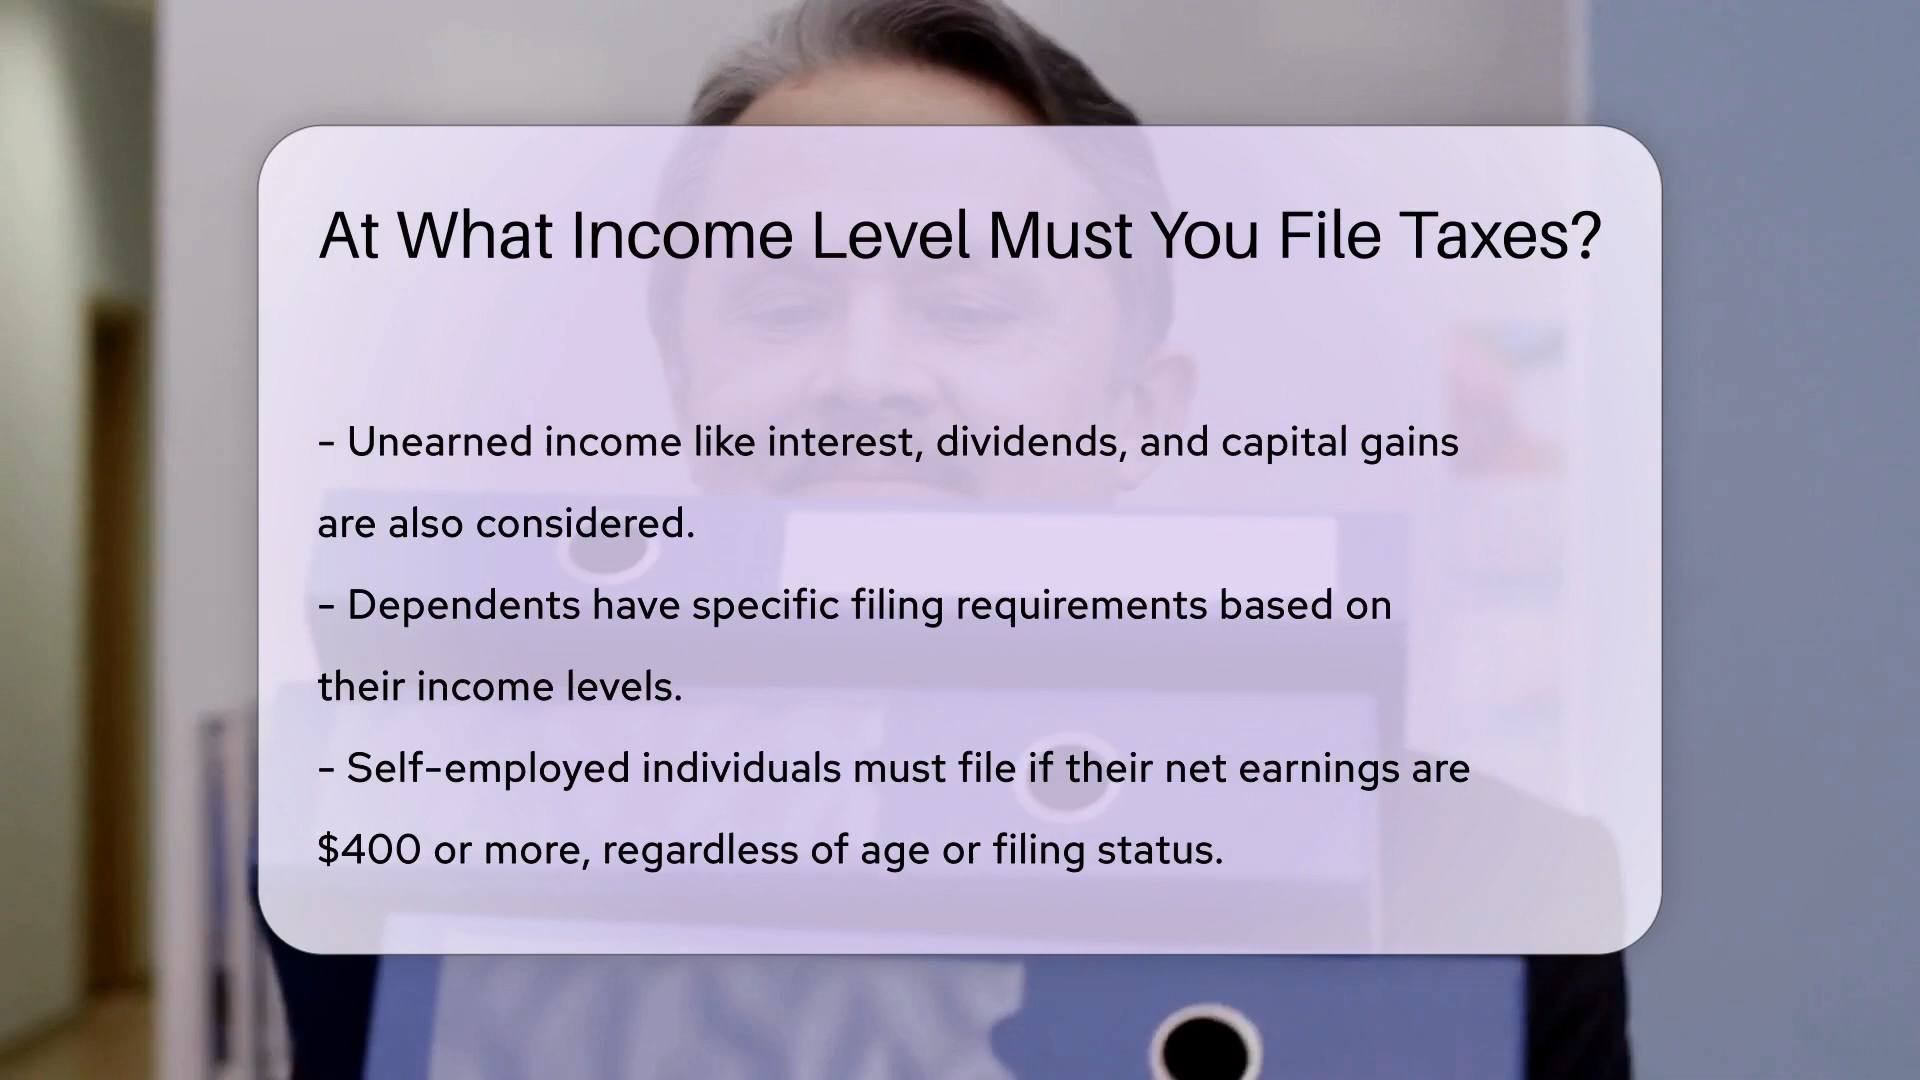 At What Income Level Must You File Taxes?
- Unearned income like interest, dividends, and capital gains
are also considered.
- Dependents have specific filing requirements based on
their income levels.
- Self-employed individuals must file if their net earnings are
$400 or more, regardless of age or filing status.